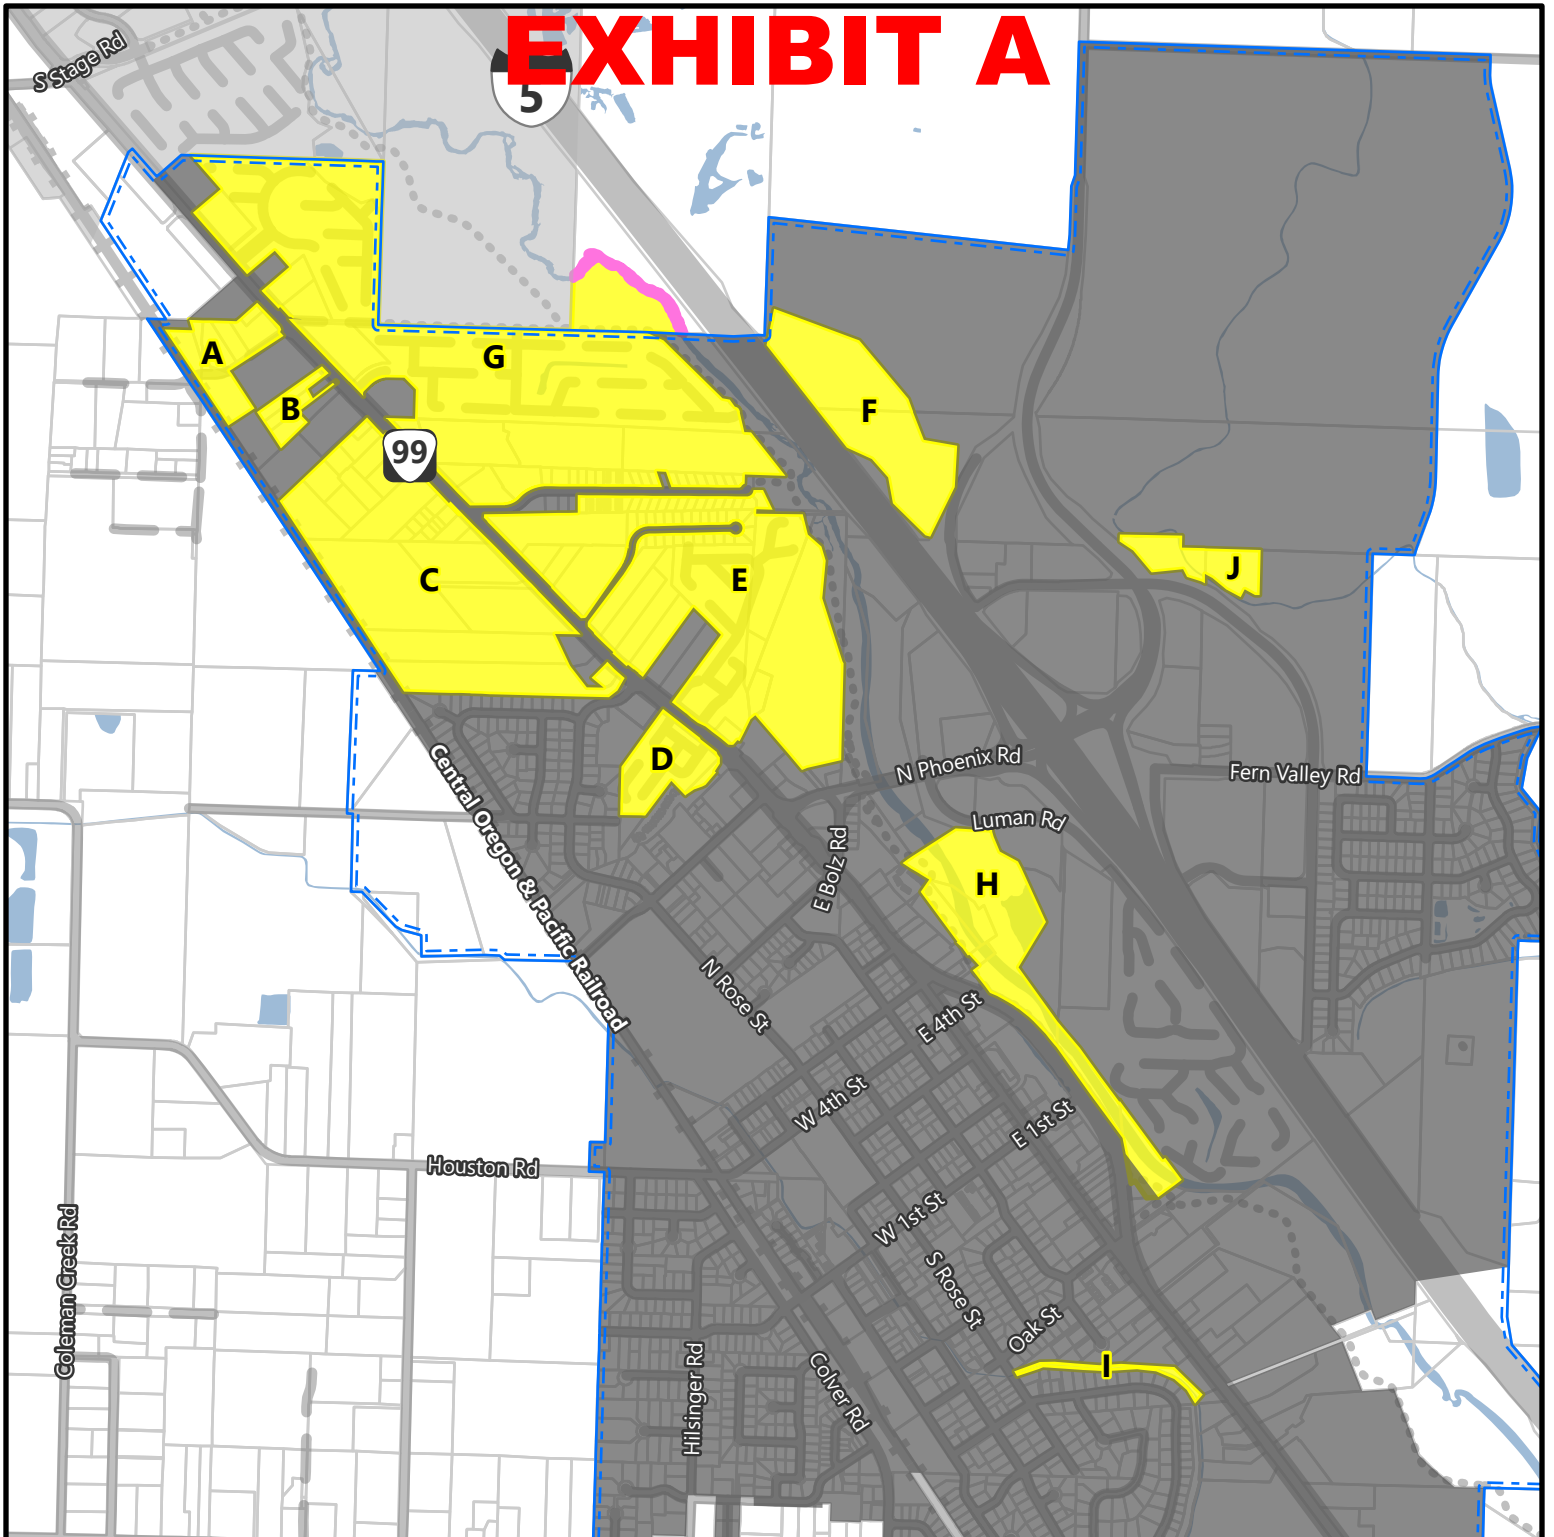 EXHIBIT A
S Stage Rd
5
A
G
B
F
99
C
E
J
D
N Phoenix Rd
Fern Valley Rd
Luman Rd
E Bolz Rd
H
Central Oregon & Pacific Railroad
N Rose St
E 4th St
W 4th St
E 1st St
Houston Rd
W 1st St
Coleman Creek Rd
S Rose St
Oak St
I
Hilsinger Rd
Colver Rd